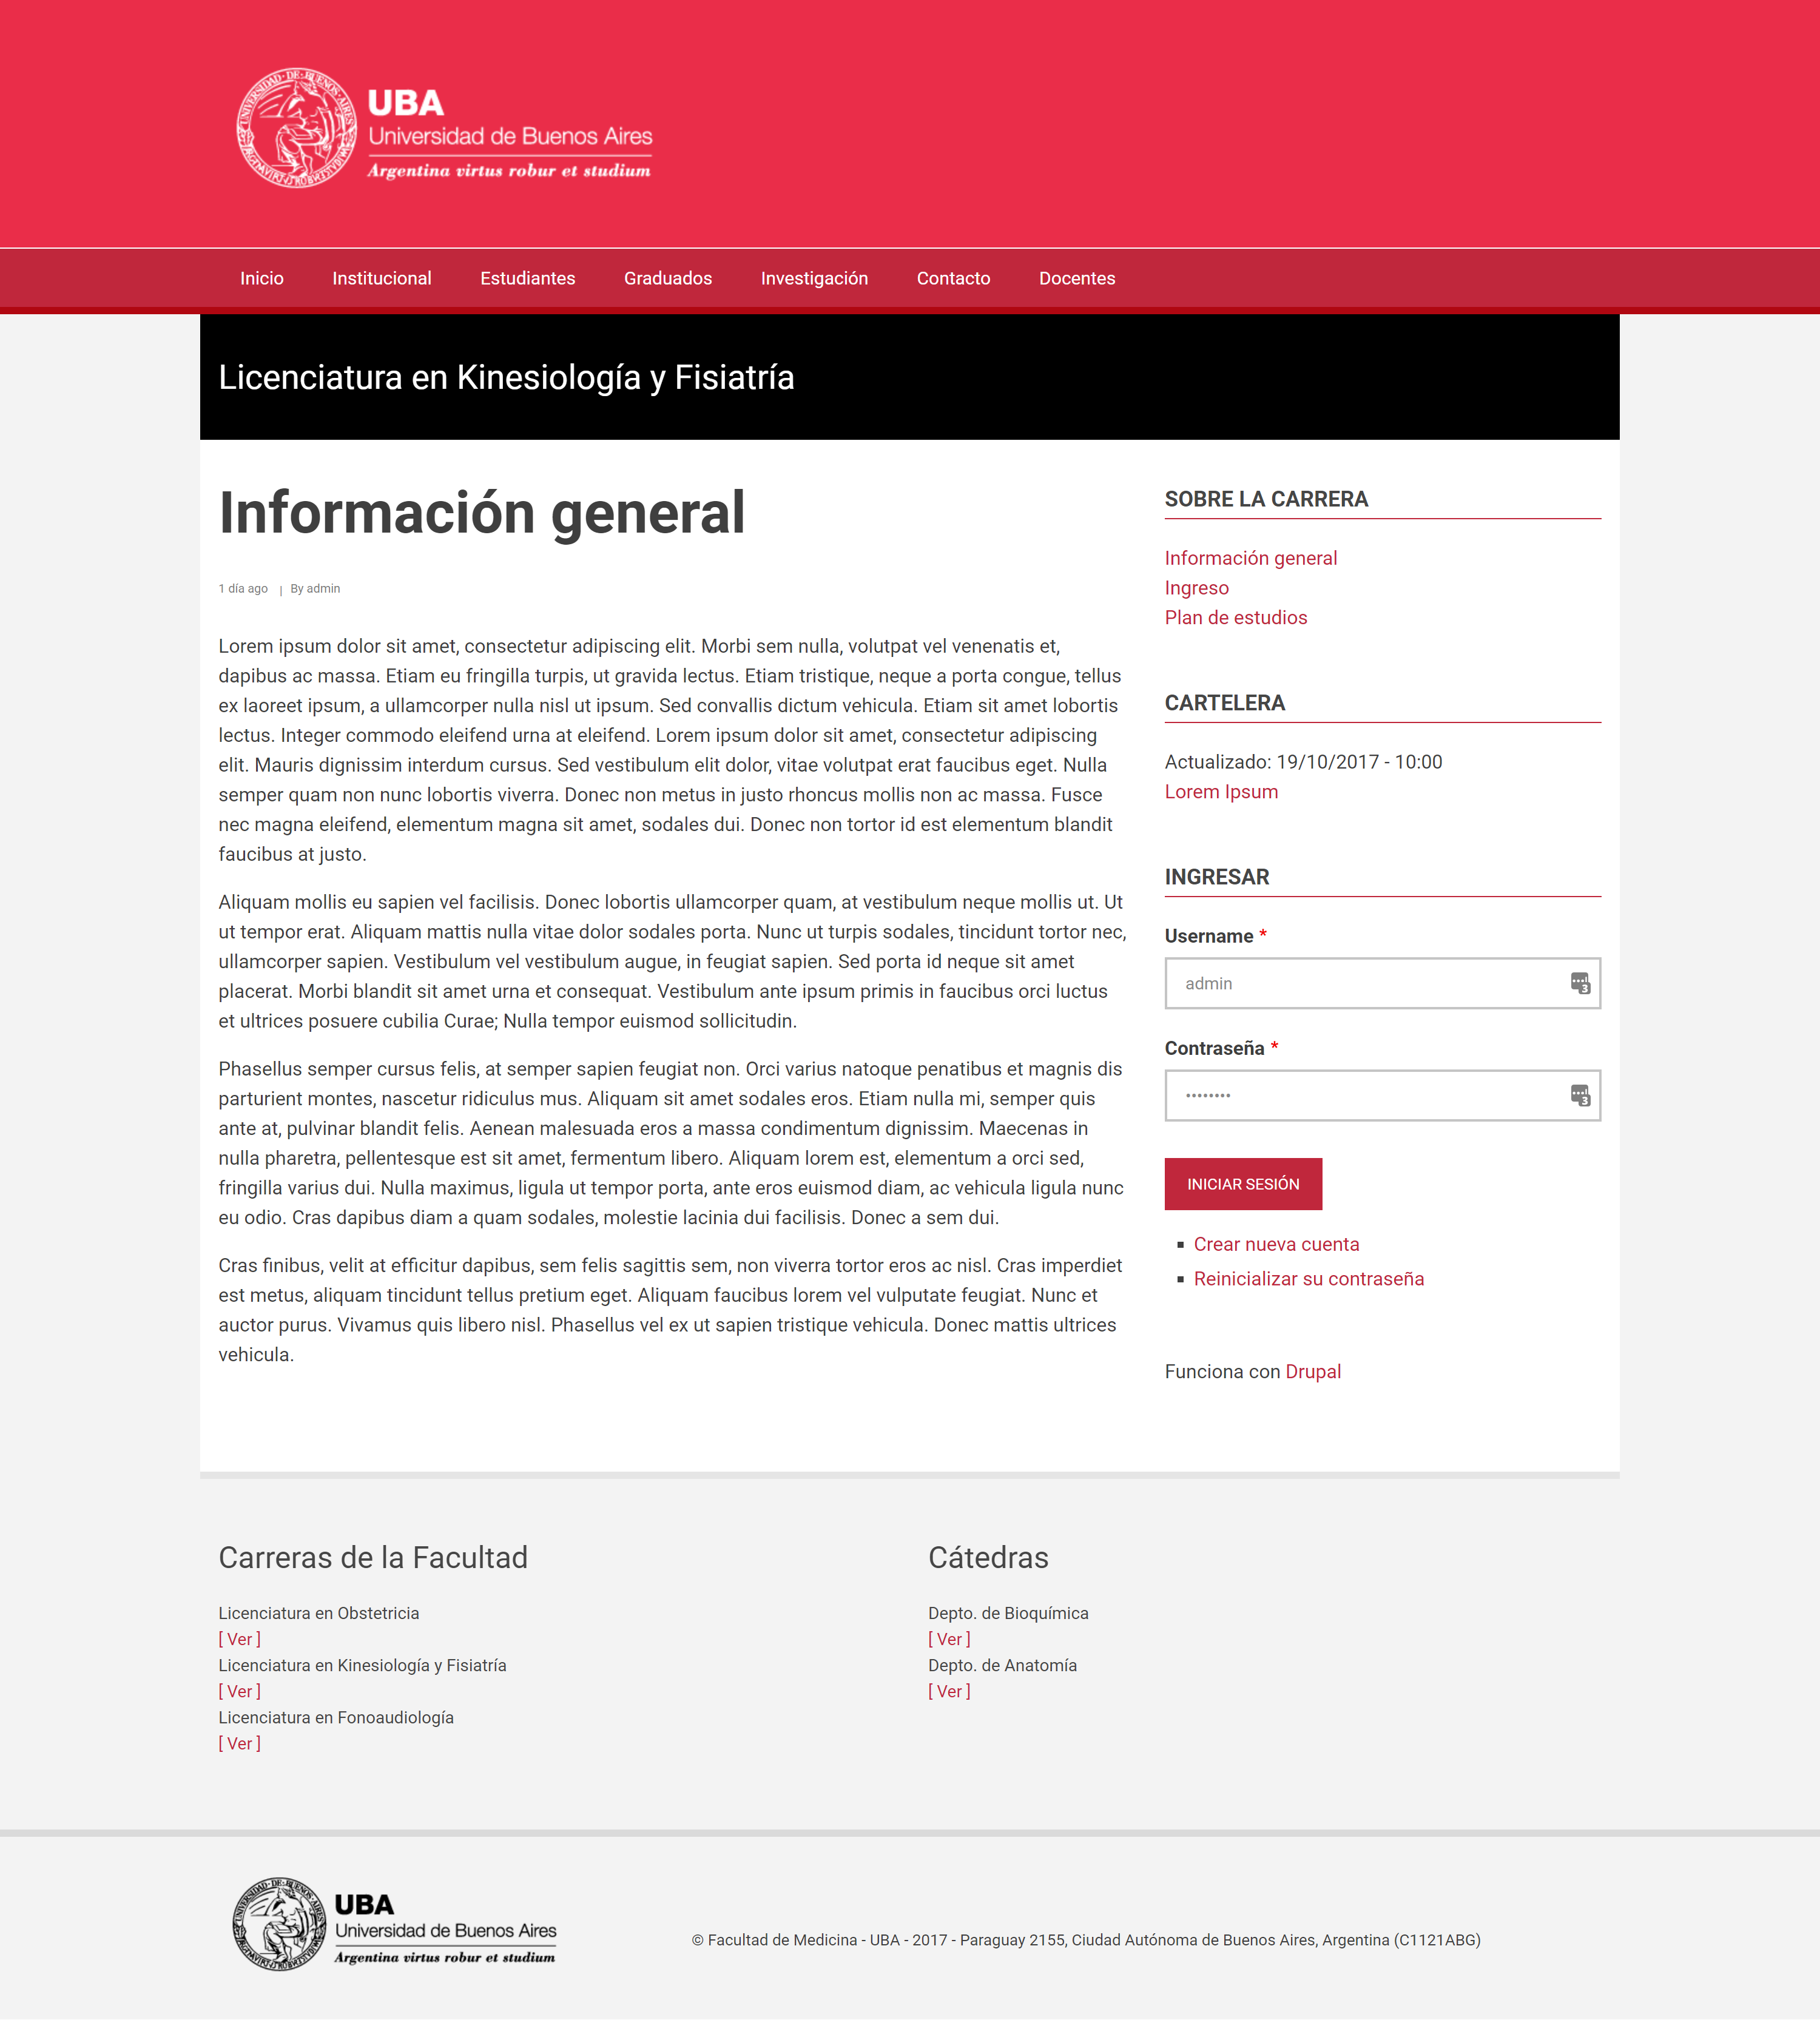 UBA
Universidad de Buenos Aires
Argentina virtus robur et studium
Inicio Institucional Estudiantes Graduados Investigación Contacto Docentes
Licenciatura en Kinesiología y Fisiatría
Información general
1 día ago | By admin
Lorem ipsum dolor sit amet, consectetur adipiscing elit. Morbi sem nulla, volutpat vel venenatis et,
dapibus ac massa. Etiam eu fringilla turpis, ut gravida lectus. Etiam tristique, neque a porta congue, tellus
ex laoreet ipsum, a ullamcorper nulla nisl ut ipsum. Sed convallis dictum vehicula. Etiam sit amet lobortis
lectus. Integer commodo eleifend urna at eleifend. Lorem ipsum dolor sit amet, consectetur adipiscing
elit. Mauris dignissim interdum cursus. Sed vestibulum elit dolor, vitae volutpat erat faucibus eget. Nulla
semper quam non nunc lobortis viverra. Donec non metus in justo rhoncus mollis non ac massa. Fusce
nec magna eleifend, elementum magna sit amet, sodales dui. Donec non tortor id est elementum blandit
faucibus at justo.
Aliquam mollis eu sapien vel facilisis. Donec lobortis ullamcorper quam, at vestibulum neque mollis ut. Ut
ut tempor erat. Aliquam mattis nulla vitae dolor sodales porta. Nunc ut turpis sodales, tincidunt tortor nec,
ullamcorper sapien. Vestibulum vel vestibulum augue, in feugiat sapien. Sed porta id neque sit amet
placerat. Morbi blandit sit amet urna et consequat. Vestibulum ante ipsum primis in faucibus orci luctus
et ultrices posuere cubilia Curae; Nulla tempor euismod sollicitudin.
Phasellus semper cursus felis, at semper sapien feugiat non. Orci varius natoque penatibus et magnis dis
parturient montes, nascetur ridiculus mus. Aliquam sit amet sodales eros. Etiam nulla mi, semper quis
ante at, pulvinar blandit felis. Aenean malesuada eros a massa condimentum dignissim. Maecenas in
nulla pharetra, pellentesque est sit amet, fermentum libero. Aliquam lorem est, elementum a orci sed,
fringilla varius dui. Nulla maximus, ligula ut tempor porta, ante eros euismod diam, ac vehicula ligula nunc
eu odio. Cras dapibus diam a quam sodales, molestie lacinia dui facilisis. Donec a sem dui.
Cras finibus, velit at efficitur dapibus, sem felis sagittis sem, non viverra tortor eros ac nisl. Cras imperdiet
est metus, aliquam tincidunt tellus pretium eget. Aliquam faucibus lorem vel vulputate feugiat. Nunc et
auctor purus. Vivamus quis libero nisl. Phasellus vel ex ut sapien tristique vehicula. Donec mattis ultrices
vehicula.
SOBRE LA CARRERA
Información general
Ingreso
Plan de estudios
CARTELERA
Actualizado: 19/10/2017 - 10:00
Lorem Ipsum
INGRESAR
Username *
admin
Contraseña *
••••••••
INICIAR SESIÓN
Crear nueva cuenta
Reinicializar su contraseña
Funciona con Drupal
Carreras de la Facultad
Licenciatura en Obstetricia
[ Ver ]
Licenciatura en Kinesiología y Fisiatría
[ Ver ]
Licenciatura en Fonoaudiología
[ Ver ]
Cátedras
Depto. de Bioquímica
[ Ver ]
Depto. de Anatomía
[ Ver ]
UBA
Universidad de Buenos Aires
Argentina virtus robur et studium
© Facultad de Medicina - UBA - 2017 - Paraguay 2155, Ciudad Autónoma de Buenos Aires, Argentina (C1121ABG)